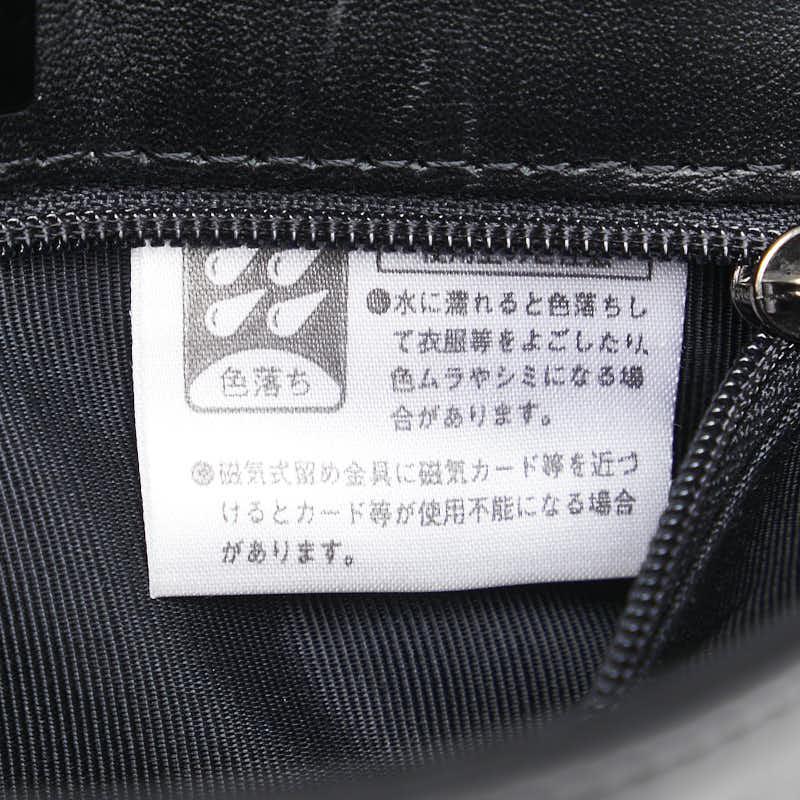 ●水に濡れると色落ちし
て衣服等をよごしたり、
色ムラやシミになる場
合があります。
色落ち
●磁気式留め金具に磁気カード等を近づ
けるとカード等が使用不能になる場合
があります。